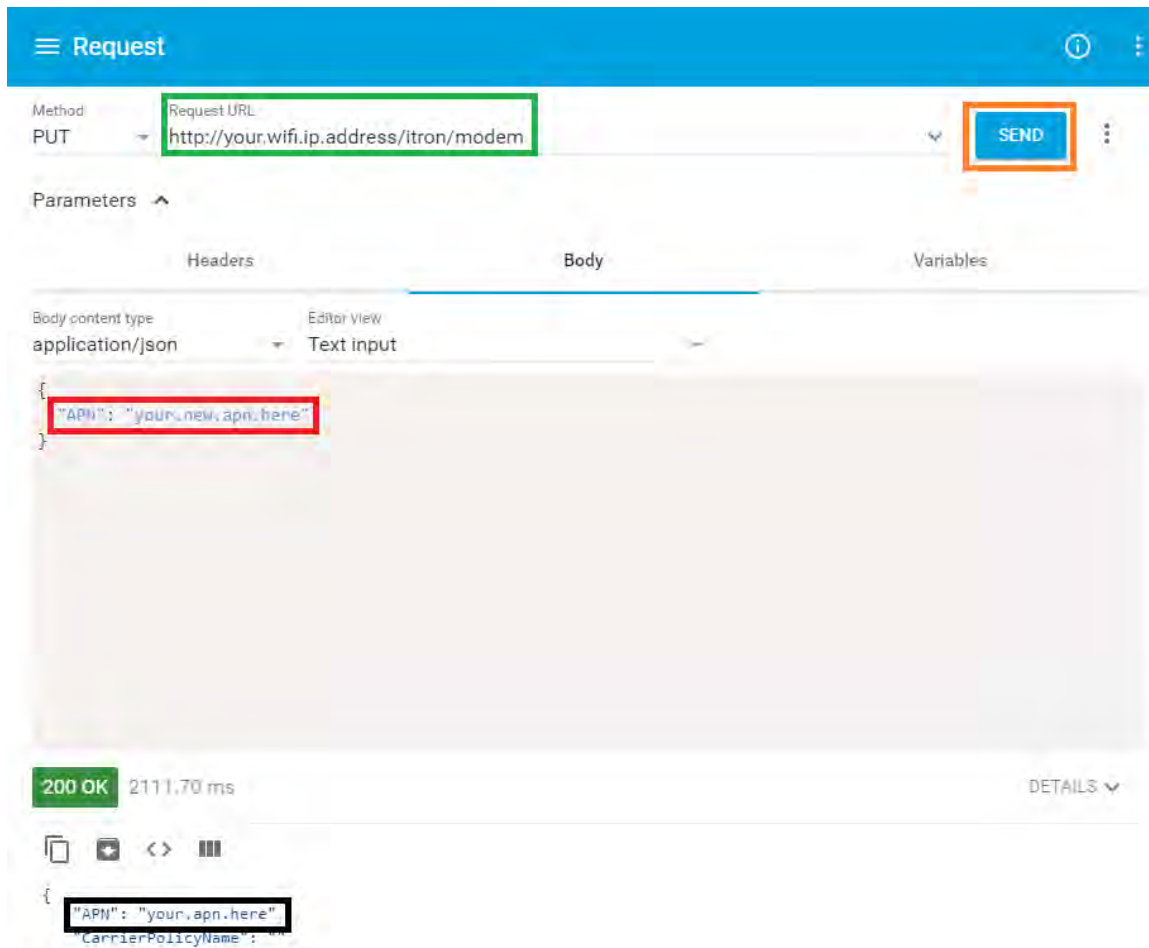 Request
Method
Request URL
PUT
http://your.wifi.ip.address/itron/modem
SEND
Parameters
Headers
Body
Variables
Body content type
Editor view
application/json
Text input
{
"APN": "your.new.apn.here"
}
200 OK
2111.70 ms
DETAILS
{
"APN": "your.apn.here"
"CarrierPolicyName": ""